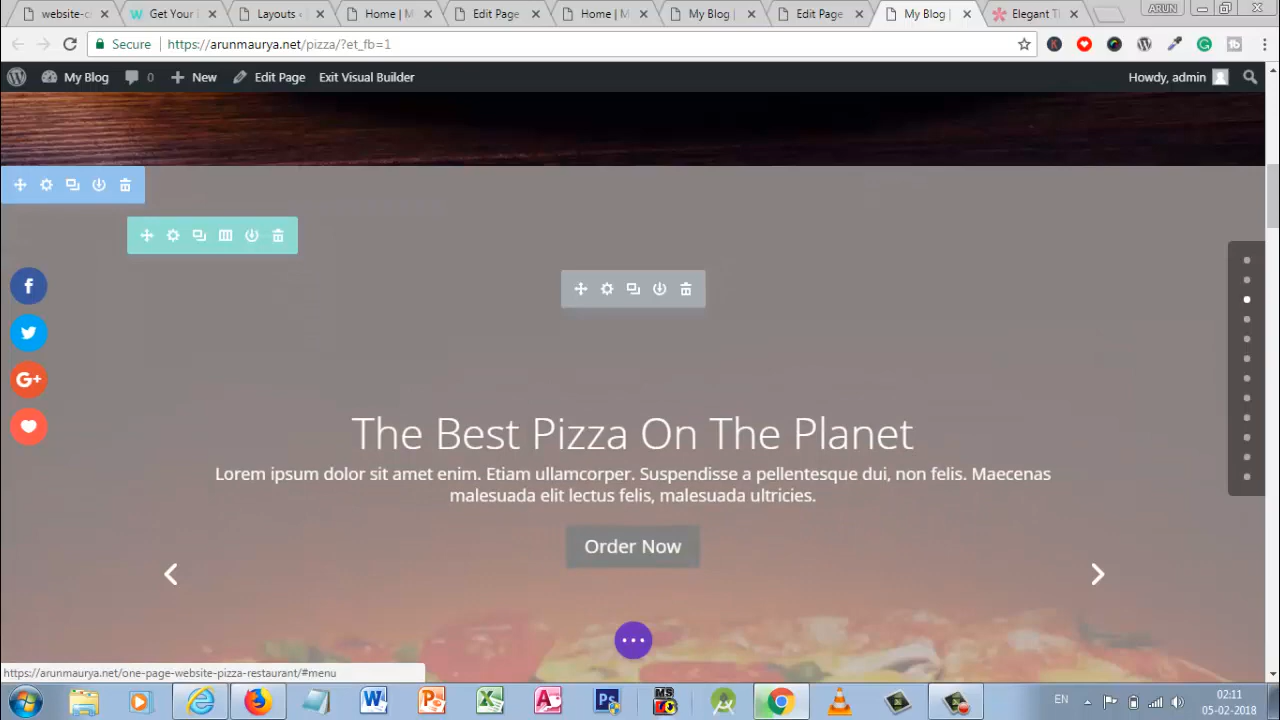 website-c
Get Your i
Layouts ‹
Home | M
Edit Page
Home | M
My Blog |
Edit Page
My Blog |
Elegant T
ARUN
Secure
https://arunmaurya.net/pizza/?et_fb=1
My Blog
0
New
Edit Page
Exit Visual Builder
Howdy, admin
The Best Pizza On The Planet
Lorem ipsum dolor sit amet enim. Etiam ullamcorper. Suspendisse a pellentesque dui, non felis. Maecenas
malesuada elit lectus felis, malesuada ultricies.
Order Now
https://arunmaurya.net/one-page-website-pizza-restaurant/#menu
EN
02:11
05-02-2018